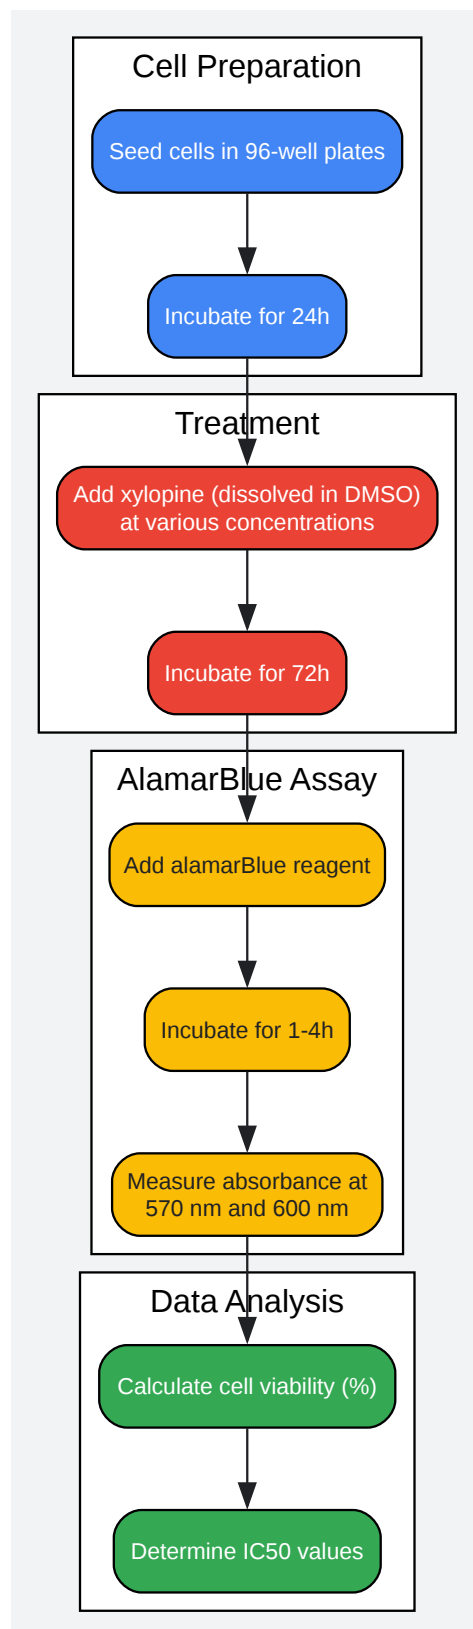 Cell Preparation
Seed cells in 96-well plates
Incubate for 24h
Treatment
Add xylopine (dissolved in DMSO)
at various concentrations
Incubate for 72h
AlamarBlue Assay
Add alamarBlue reagent
Incubate for 1-4h
Measure absorbance at
570 nm and 600 nm
Data Analysis
Calculate cell viability (%)
Determine IC50 values